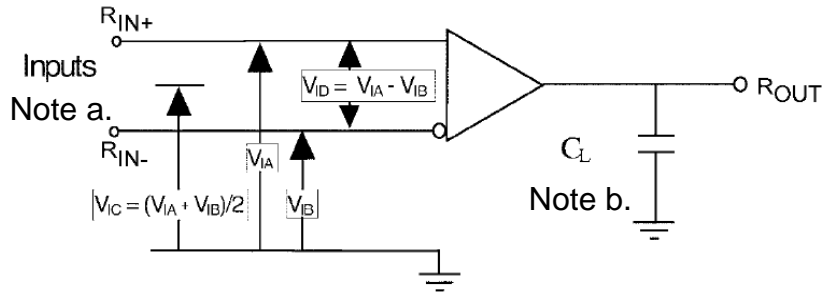 RIN+
Inputs
Note a.
RIN-
VID = VIA - VIB
VIA
VIC = (VIA + VIB)/2
VIB
ROUT
CL
Note b.